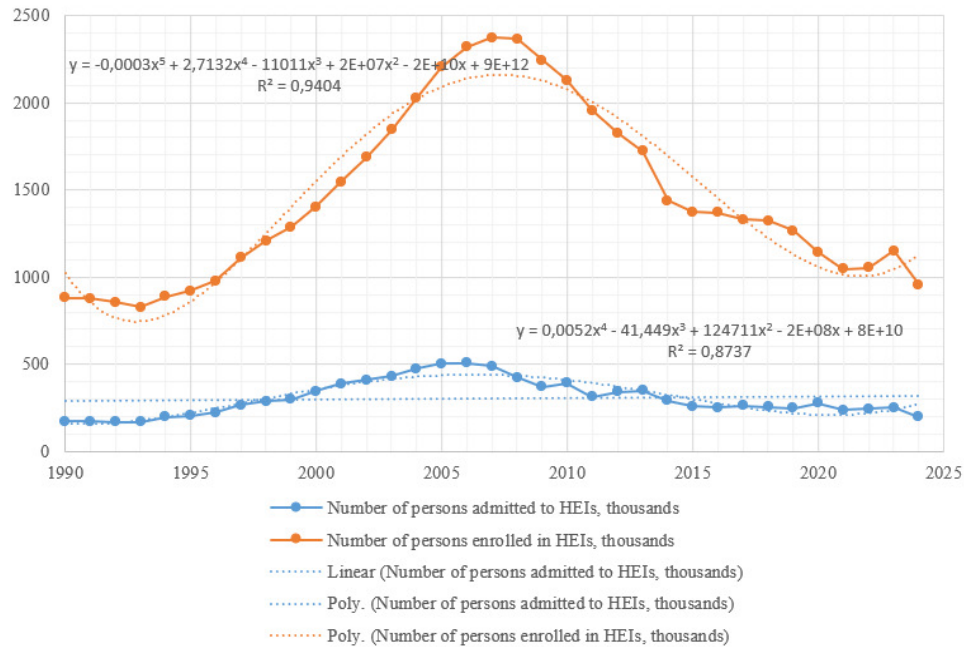 2500
y = -0,0003x⁵ + 2,7132x⁴ - 11011x³ + 2E+07x² - 2E+10x + 9E+12
R² = 0,9404
2000
1500
1000
y = 0,0052x⁴ - 41,449x³ + 124711x² - 2E+08x + 8E+10
R² = 0,8737
500
0
1990 1995 2000 2005 2010 2015 2020 2025
Number of persons admitted to HEIs, thousands
Number of persons enrolled in HEIs, thousands
Linear (Number of persons admitted to HEIs, thousands)
Poly. (Number of persons admitted to HEIs, thousands)
Poly. (Number of persons enrolled in HEIs, thousands)